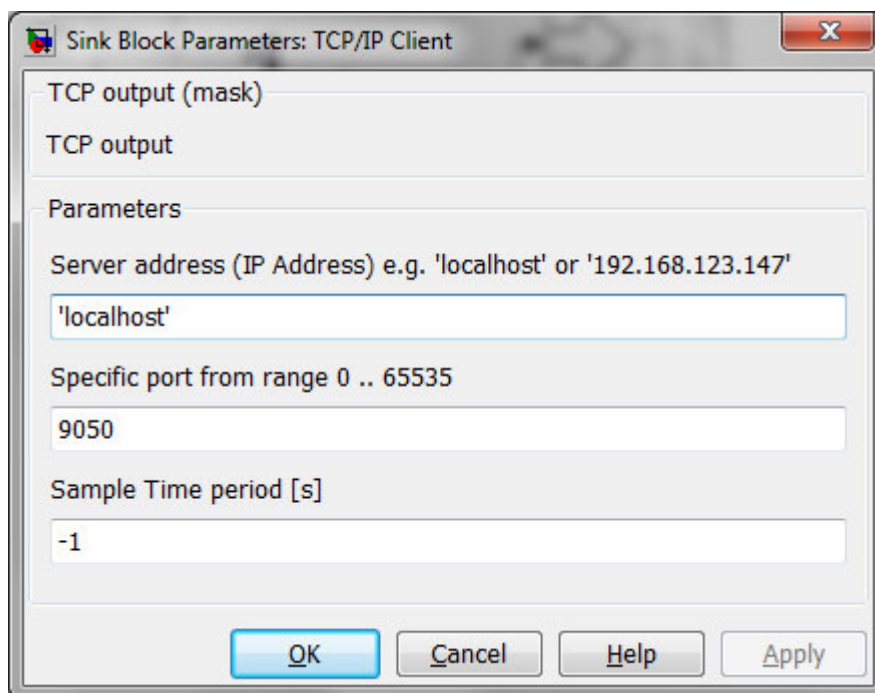 Sink Block Parameters: TCP/IP Client
TCP output (mask)
TCP output
Parameters
Server address (IP Address) e.g. 'localhost' or '192.168.123.147'
'localhost'
Specific port from range 0 .. 65535
9050
Sample Time period [s]
-1
OK Cancel Help Apply